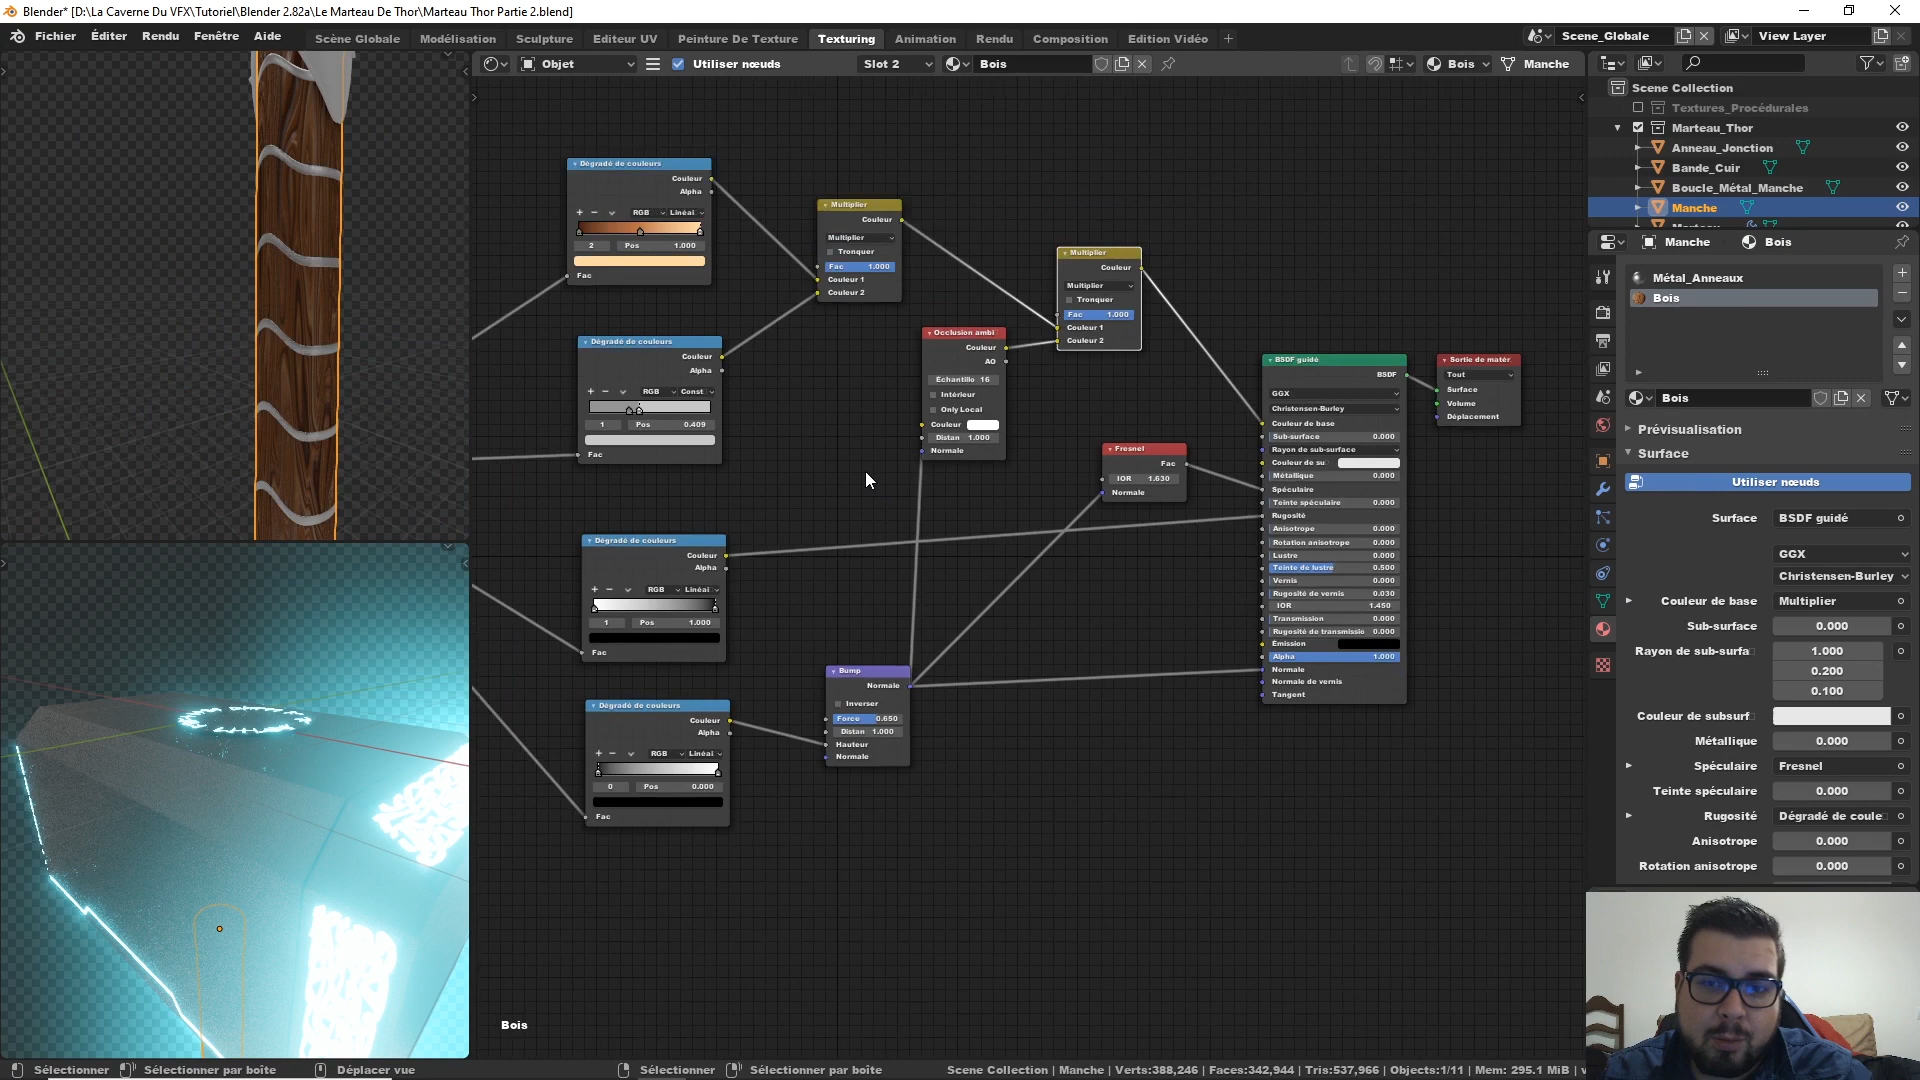 Blender* [D:\La Caverne Du VFX\Tutoriel\Blender 2.82a\Le Marteau De Thor\Marteau Thor Partie 2.blend]
Fichier Éditer Rendu Fenêtre Aide Scène Globale Modélisation Sculpture Editeur UV Peinture De Texture Texturing Animation Rendu Composition Edition Vidéo + Scene_Globale View Layer
Objet Utiliser nœuds Slot 2 Bois Bois Manche
Scene Collection
Textures_Procédurales
Marteau_Thor
Anneau_Jonction
Bande_Cuir
Boucle_Métal_Manche
Manche
Manche Bois
Métal_Anneaux
Bois
Bois
Prévisualisation
Surface
Utiliser nœuds
Surface BSDF guidé
GGX
Christensen-Burley
Couleur de base Multiplier
Sub-surface 0.000
Rayon de sub-surfa 1.000
0.200
0.100
Couleur de subsurf
Métallique 0.000
Spéculaire Fresnel
Teinte spéculaire 0.000
Rugosité Dégradé de coule
Anisotrope 0.000
Rotation anisotrope 0.000
Dégradé de couleurs
Couleur
Alpha
RGB Linéai
2 Pos 1.000
Fac
Dégradé de couleurs
Couleur
Alpha
RGB Const
1 Pos 0.409
Fac
Dégradé de couleurs
Couleur
Alpha
RGB Linéai
1 Pos 1.000
Fac
Dégradé de couleurs
Couleur
Alpha
RGB Linéai
0 Pos 0.000
Fac
Multiplier
Couleur
Multiplier
Tronquer
Fac 1.000
Couleur 1
Couleur 2
Occlusion ambi
Couleur
AO
Echantillo 16
Intérieur
Only Local
Couleur
Distan 1.000
Normale
Bump
Normale
Inverser
Force 0.650
Distan 1.000
Hauteur
Normale
Multiplier
Couleur
Multiplier
Tronquer
Fac 1.000
Couleur 1
Couleur 2
Fresnel
Fac
IOR 1.630
Normale
BSDF guidé
BSDF
GGX
Christensen-Burley
Couleur de base
Sub-surface 0.000
Rayon de sub-surface
Couleur de su
Métallique 0.000
Spéculaire
Teinte spéculaire 0.000
Rugosité
Anisotrope 0.000
Rotation anisotrope 0.000
Lustre 0.000
Teinte de lustre 0.500
Vernis 0.000
Rugosité de vernis 0.030
IOR 1.450
Transmission 0.000
Rugosité de transmissio 0.000
Émission
Alpha 1.000
Normale
Normale de vernis
Tangent
Sortie de matér
Tout
Surface
Volume
Déplacement
Bois
Sélectionner Sélectionner par boîte Déplacer vue Sélectionner Sélectionner par boîte Scene Collection | Manche | Verts:388,246 | Faces:342,944 | Tris:537,966 | Objects:1/11 | Mem: 295.1 MiB | v